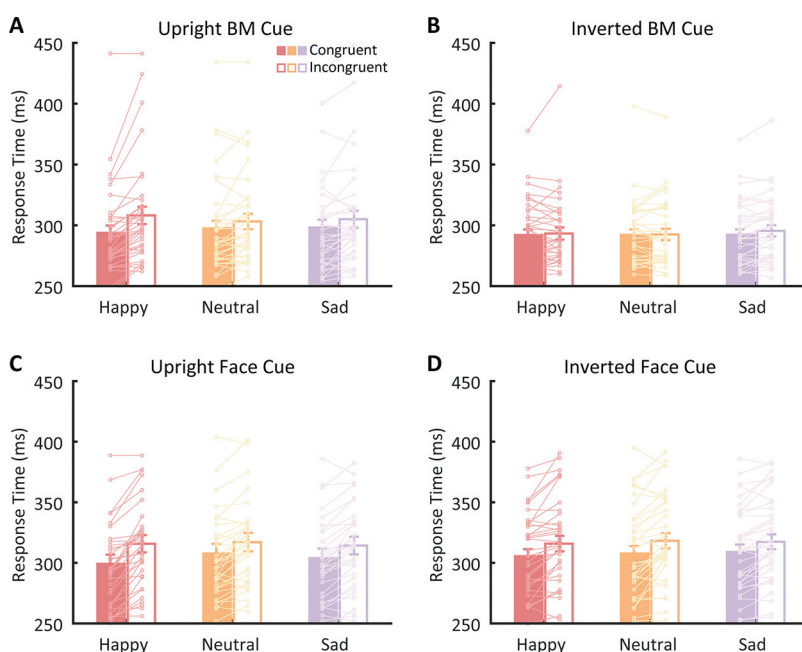 A
Upright BM Cue
Congruent
Incongruent
Response Time (ms)
450
400
350
300
250
Happy
Neutral
Sad
B
Inverted BM Cue
Response Time (ms)
450
400
350
300
250
Happy
Neutral
Sad
C
Upright Face Cue
Response Time (ms)
450
400
350
300
250
Happy
Neutral
Sad
D
Inverted Face Cue
Response Time (ms)
450
400
350
300
250
Happy
Neutral
Sad